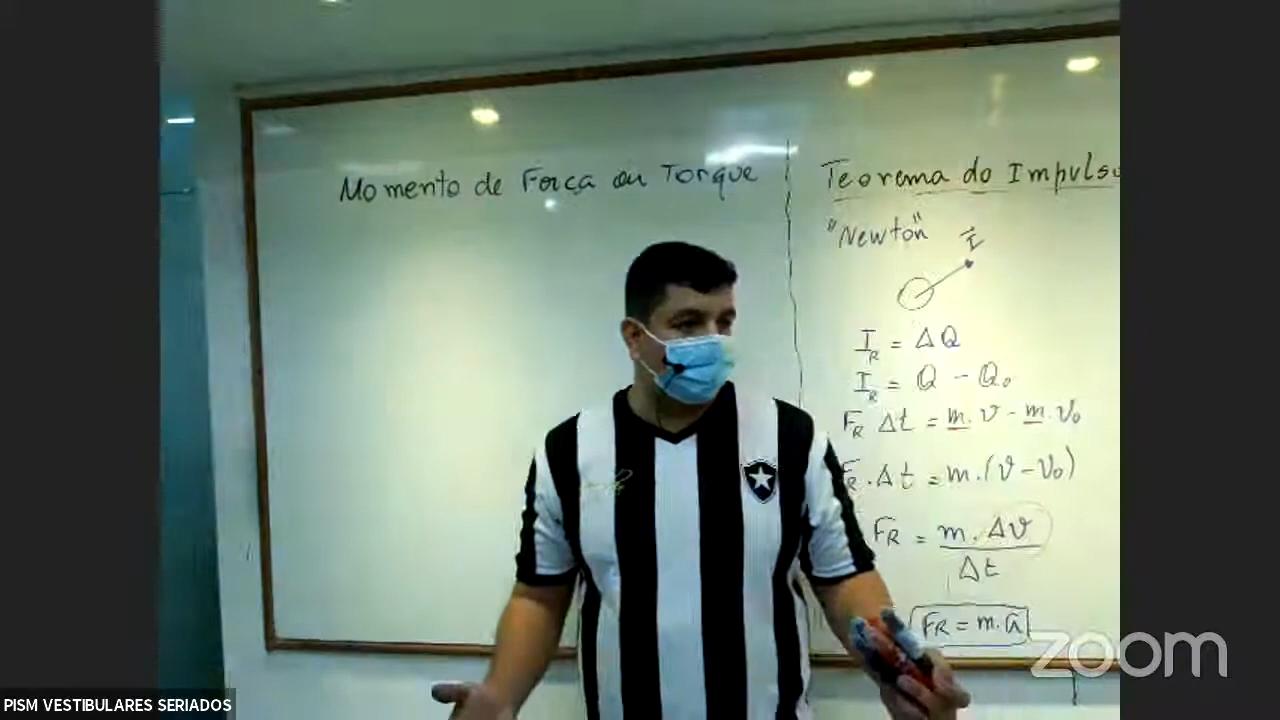 Momento de Força ou Torque
Teorema do Impulso
"Newton"
I
I_R = ΔQ
I_R = Q - Q₀
F_R Δt = m.v - m.v₀
F_R.Δt = m.(v - v₀)
F_R = m.Δv
Δt
F_R = m.a
zoom
PISM VESTIBULARES SERIADOS